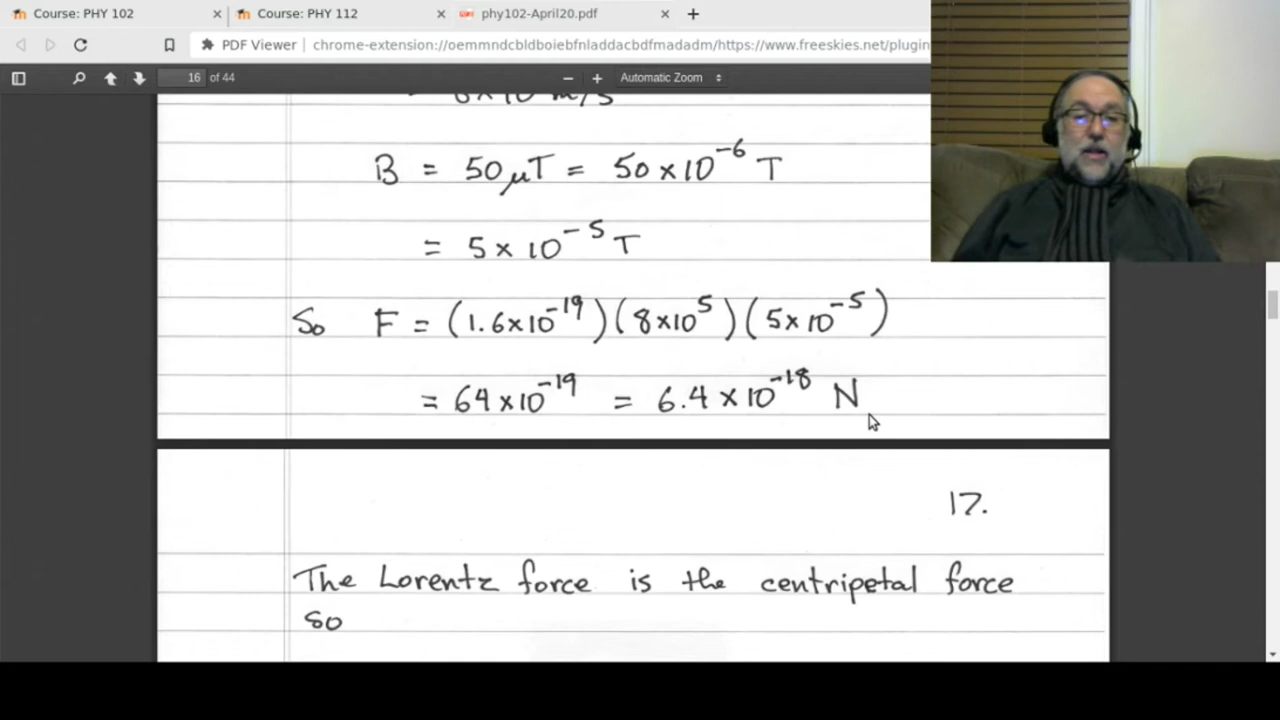 Course: PHY 102
Course: PHY 112
phy102-April20.pdf
PDF Viewer chrome-extension://oemmndcbldboiebfnladdacbdfmadadm/https://www.freeskies.net/plugin
16 of 44
Automatic Zoom
B = 50 μT = 50 × 10⁻⁶ T
= 5 × 10⁻⁵ T
So F = (1.6 × 10⁻¹⁹)(8 × 10⁵)(5 × 10⁻⁵)
= 64 × 10⁻¹⁹ = 6.4 × 10⁻¹⁸ N
17.
The Lorentz force is the centripetal force
so